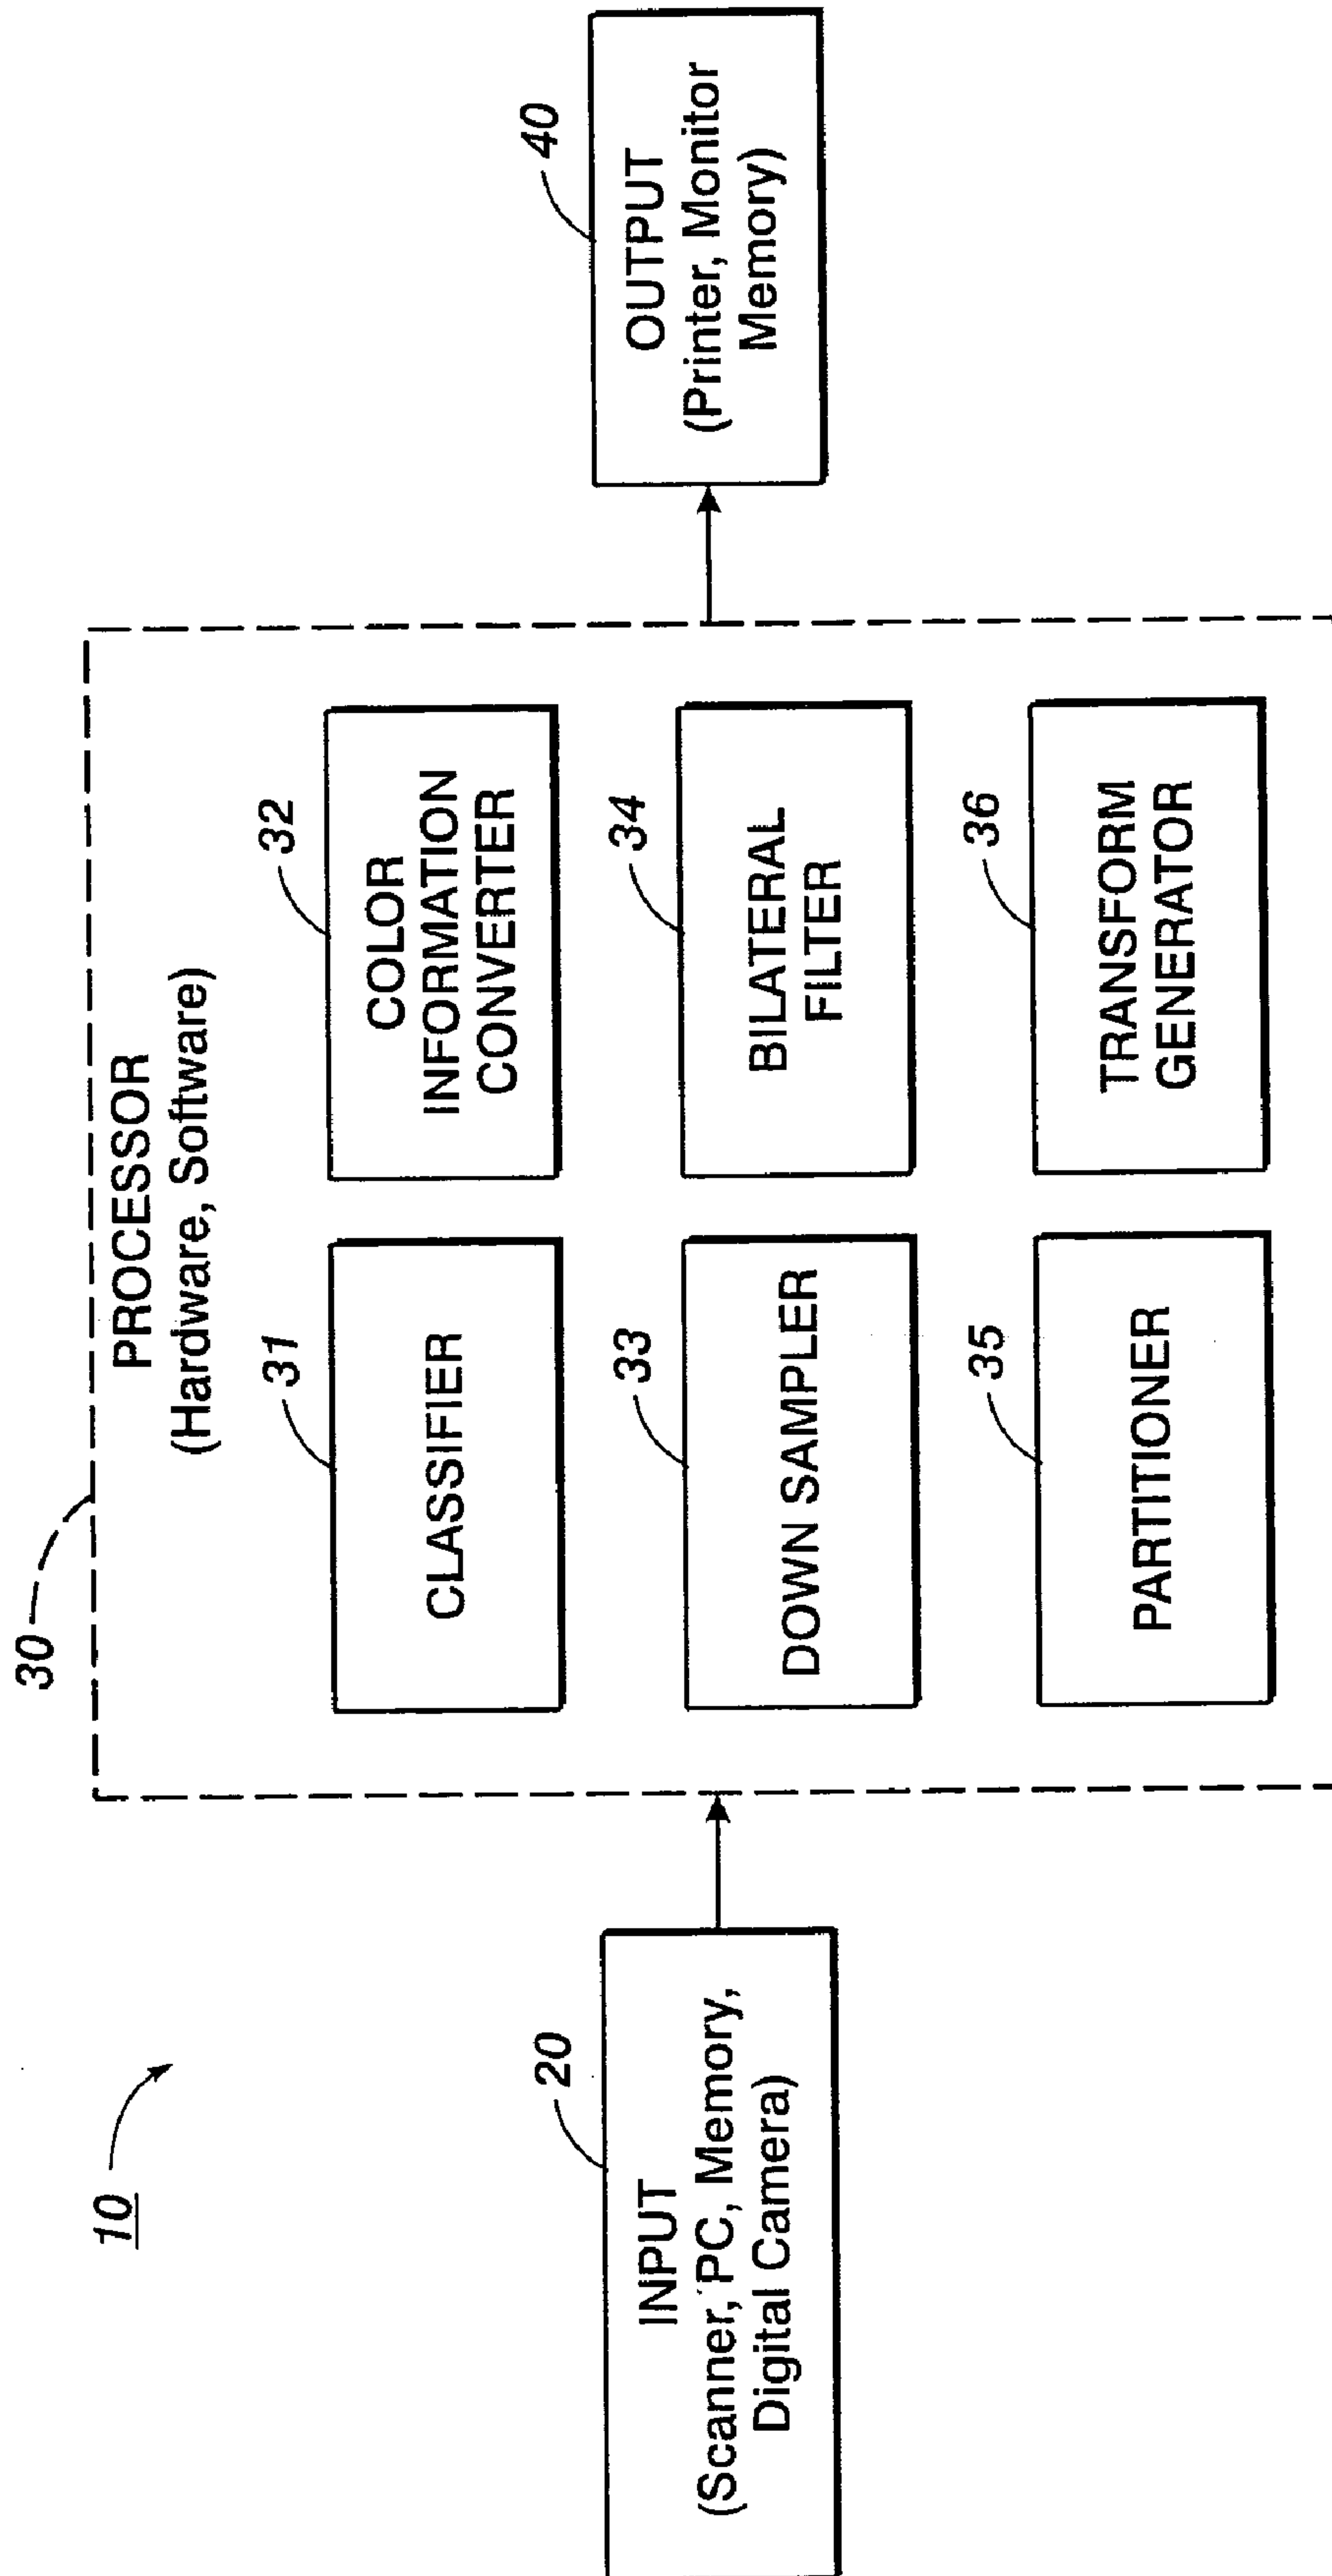 10
20
INPUT
(Scanner, PC, Memory,
Digital Camera)
30
PROCESSOR
(Hardware, Software)
31
CLASSIFIER
32
COLOR
INFORMATION
CONVERTER
33
DOWN SAMPLER
34
BILATERAL
FILTER
35
PARTITIONER
36
TRANSFORM
GENERATOR
40
OUTPUT
(Printer, Monitor
Memory)